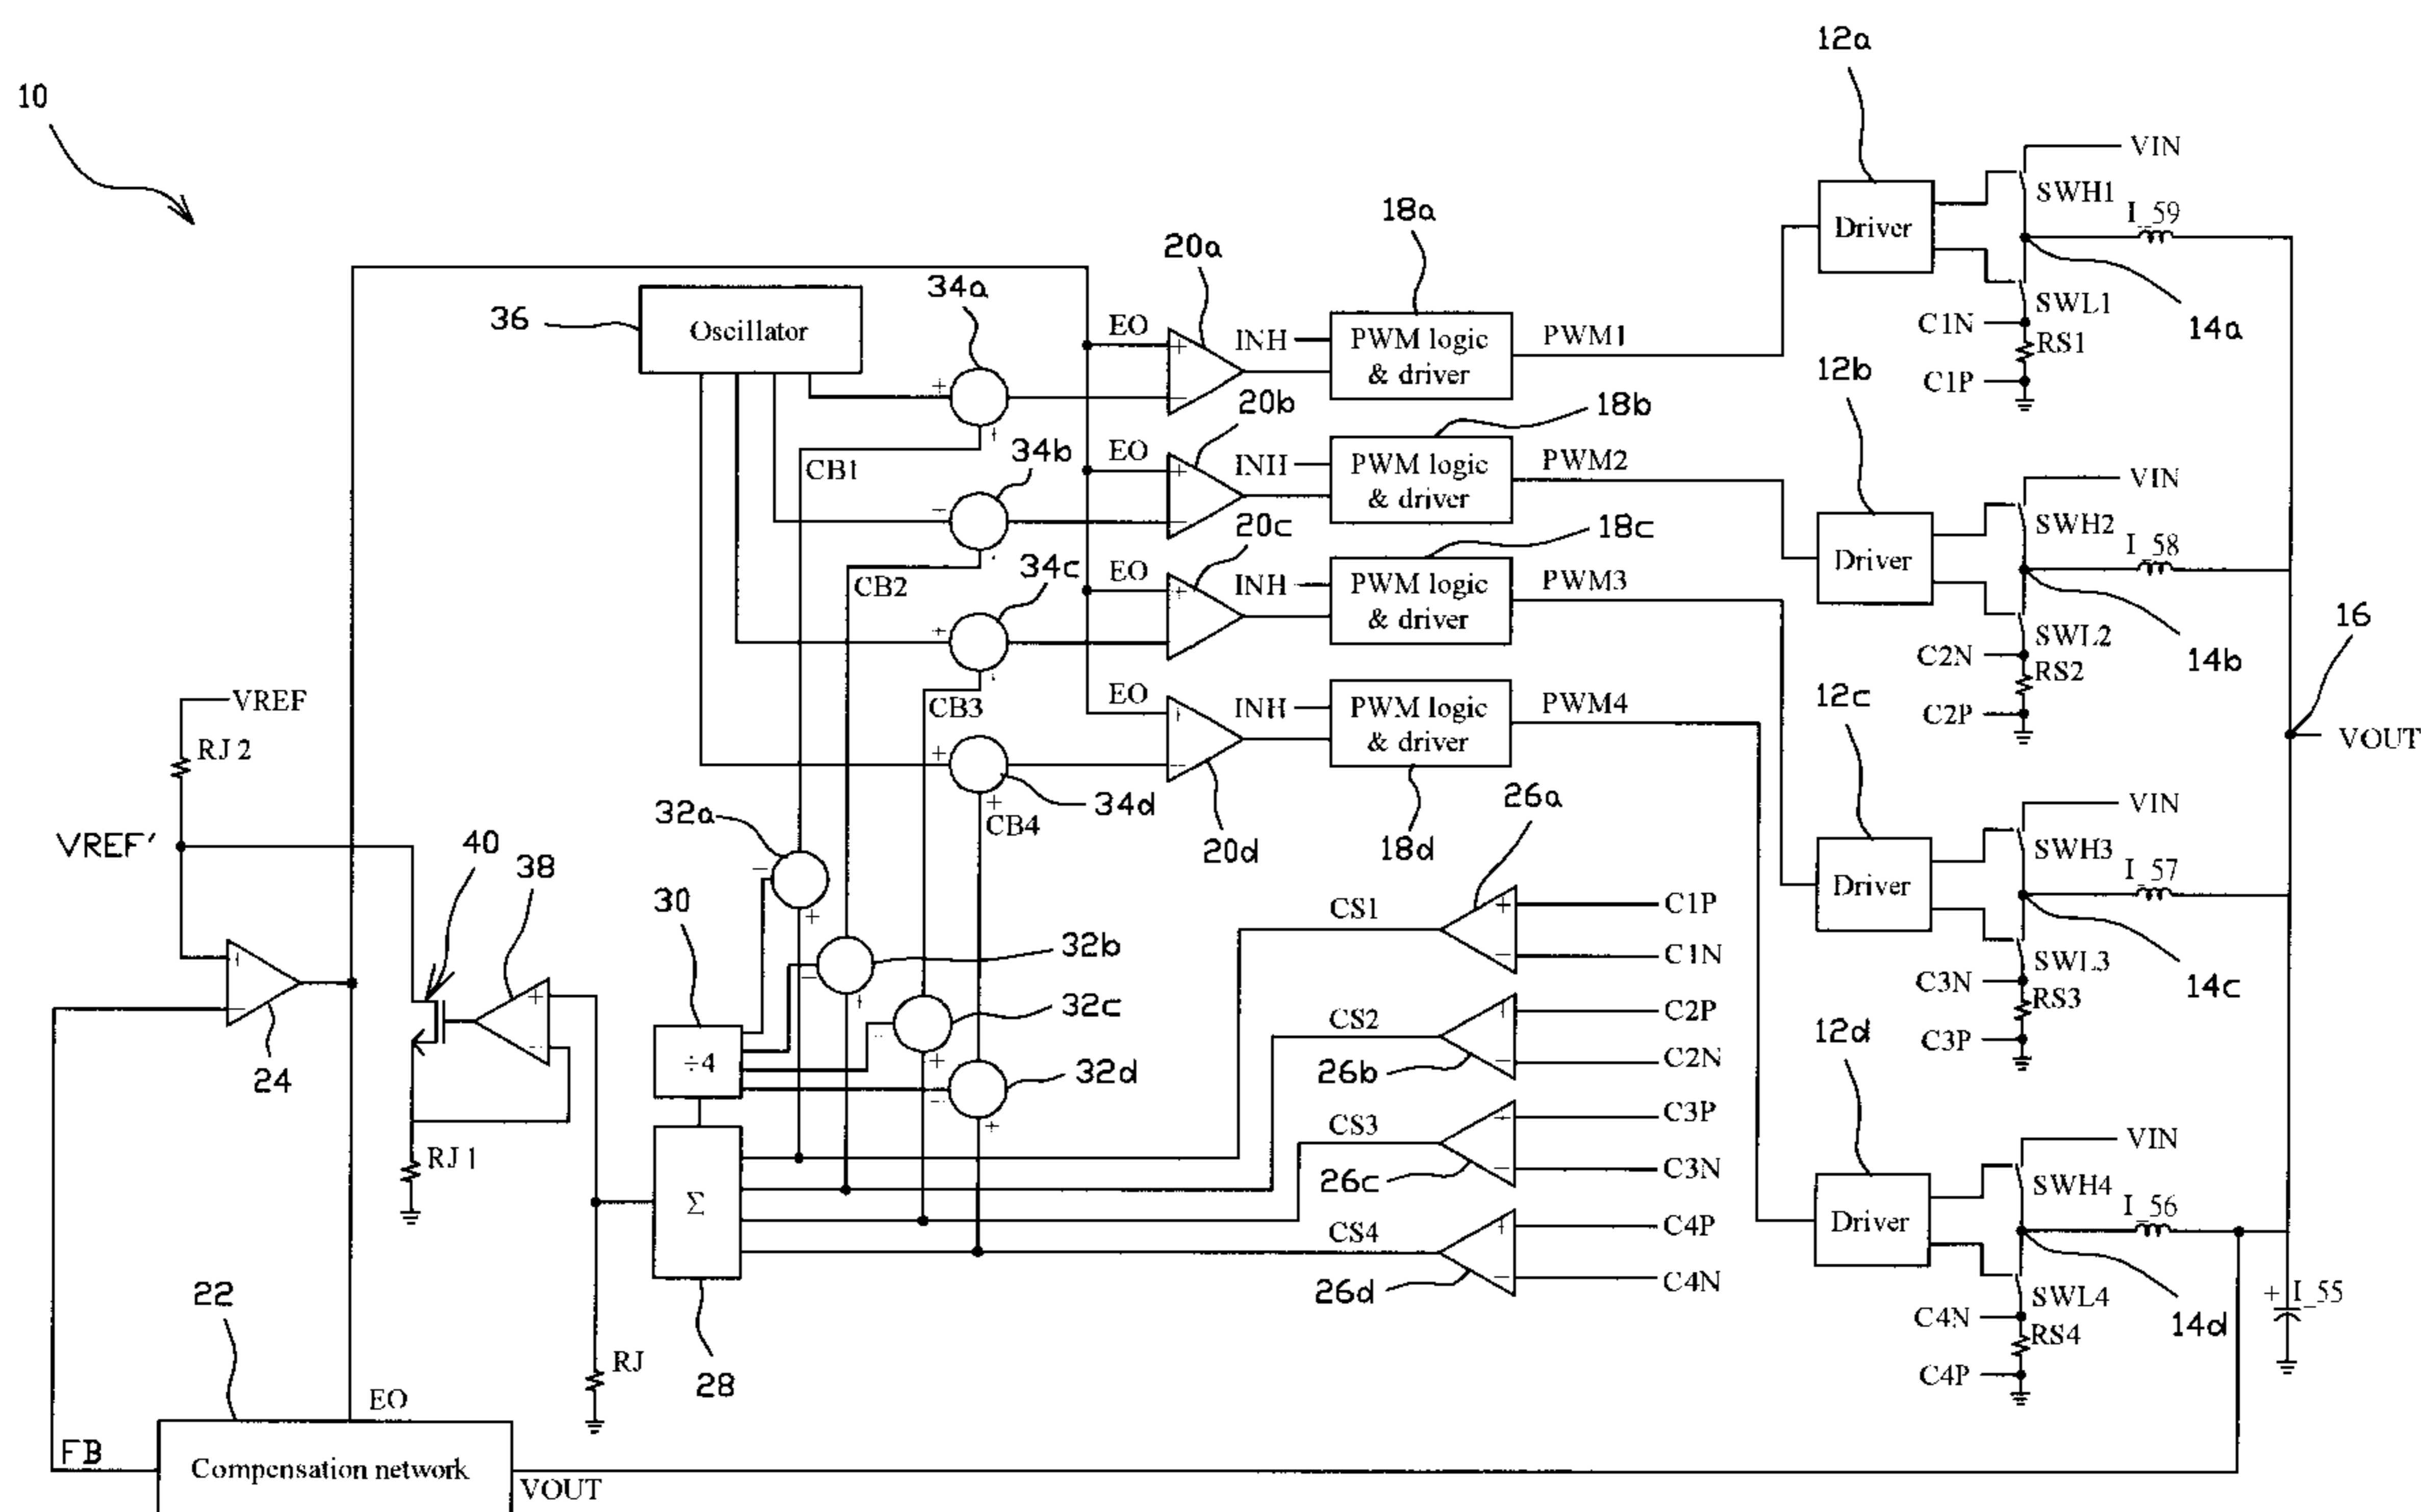 12a
10
VIN
SWH1
18a
I_59
Driver
20a
34a
SWL1
36
Oscillator
EO
INH
PWM logic
& driver
PWM1
C1N
RS1
14a
C1P
12b
20b
18b
CB1
34b
EO
INH
PWM logic
& driver
PWM2
VIN
SWH2
20c
18c
I_58
Driver
34c
EO
INH
PWM logic
& driver
PWM3
CB2
SWL2
16
C2N
14b
RS2
VREF
CB3
EO
INH
PWM logic
& driver
PWM4
12c
C2P
VOUT
RJ 2
34d
VIN
32a
CB4
26a
VREF'
40
38
20d
18d
SWH3
I_57
Driver
30
CS1
C1P
32b
C1N
SWL3
C3N
14c
RS3
32c
CS2
C2P
12d
÷4
C3P
24
32d
26b
C2N
CS3
C3P
VIN
RJ 1
C3N
26c
SWH4
Σ
I_56
Driver
CS4
C4P
22
26d
C4N
SWL4
+ I_55
C4N
14d
RS4
RJ
28
C4P
EO
FB
Compensation network
VOUT